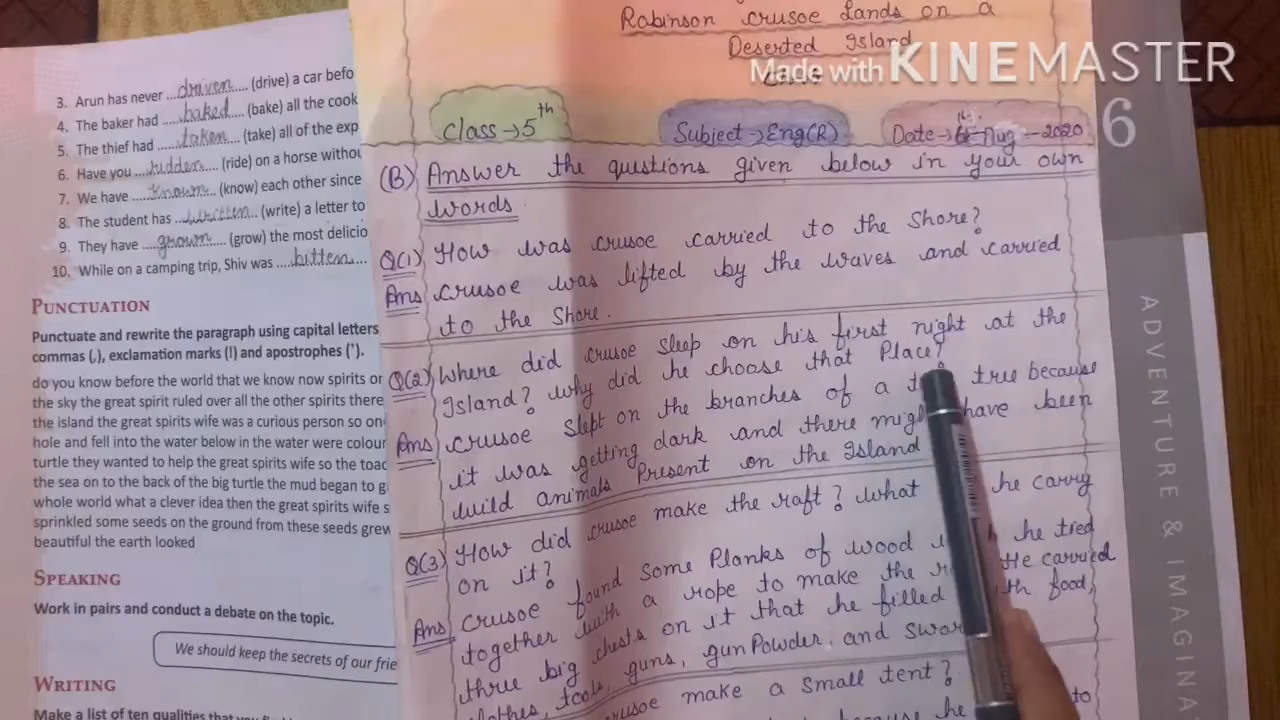 Robinson Crusoe Lands on a
Deserted Island
Made with KINEMASTER
Class → 5th
Subject → Eng(R)
Date → Aug - 2020
6
(B) Answer the questions given below in your own
words
Q(1) How was crusoe carried to the Shore?
Ans crusoe was lifted by the waves and carried
to the Shore.
Q(2) Where did crusoe sleep on his first night at the
Island? Why did he choose that Place?
Ans crusoe slept on the branches of a tree because
it was getting dark and there might have been
wild animals Present on the Island
Q(3) How did crusoe make the raft? What he carry
on it?
Ans crusoe found some Planks of wood he tied
together with a rope to make the He carried
three big chests on it that he filled food,
clothes, tools, guns, gunPowder, and
crusoe make a small tent?
because he to
3. Arun has never driven (drive) a car befo
4. The baker had baked (bake) all the cook
5. The thief had taken (take) all of the exp
6. Have you ridden (ride) on a horse withou
7. We have known (know) each other since
8. The student has written (write) a letter to
9. They have grown (grow) the most delicio
10. While on a camping trip, Shiv was bitten
PUNCTUATION
Punctuate and rewrite the paragraph using capital letters
commas (,), exclamation marks (!) and apostrophes (').
do you know before the world that we know now spirits or
the sky the great spirit ruled over all the other spirits there
the island the great spirits wife was a curious person so on
hole and fell into the water below in the water were colour
turtle they wanted to help the great spirits wife so the toad
the sea on to the back of the big turtle the mud began to g
whole world what a clever idea then the great spirits wife s
sprinkled some seeds on the ground from these seeds grew
beautiful the earth looked
SPEAKING
Work in pairs and conduct a debate on the topic.
We should keep the secrets of our frie
WRITING
Make a list of ten qualities that you
ADVENTURE & IMAGINA